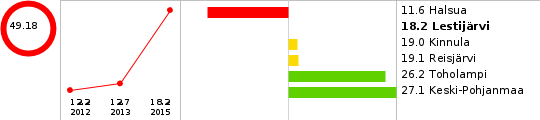 49.18
12.2 12.7 18.2
2012 2013 2015
11.6 Halsua
18.2 Lestijärvi
19.0 Kinnula
19.1 Reisjärvi
26.2 Toholampi
27.1 Keski-Pohjanmaa